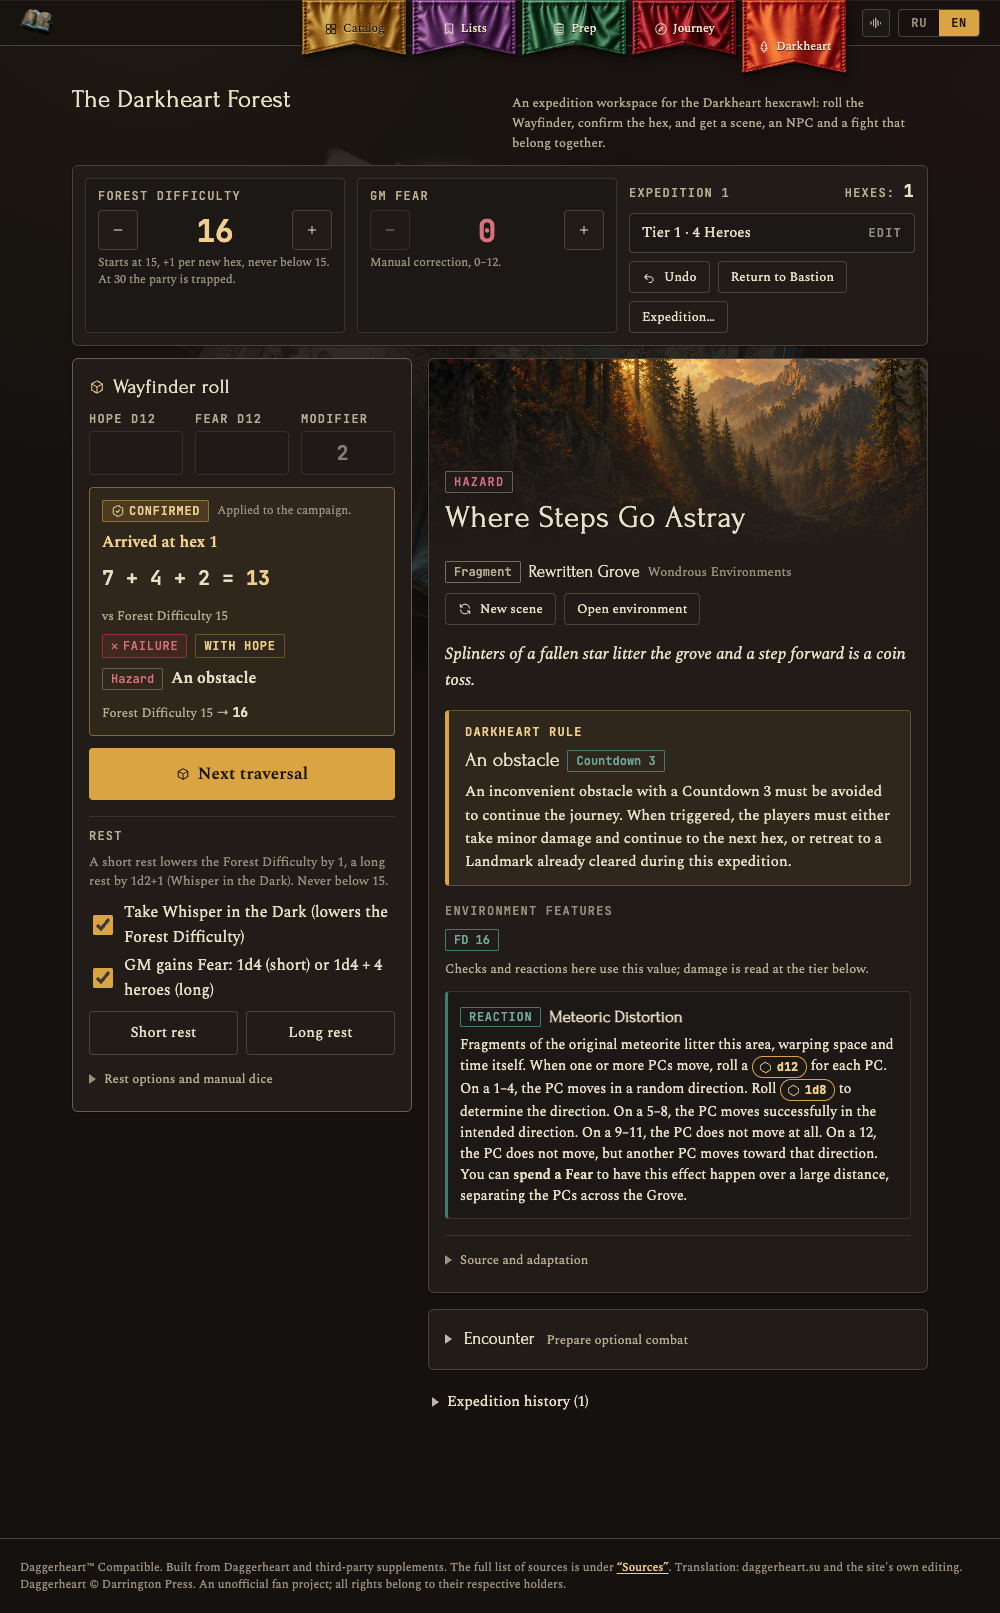 Catalog
Lists
Prep
Journey
Darkheart
RU
EN
The Darkheart Forest
An expedition workspace for the Darkheart hexcrawl: roll the
Wayfinder, confirm the hex, and get a scene, an NPC and a fight that
belong together.
FOREST DIFFICULTY
− 16 +
Starts at 15, +1 per new hex, never below 15.
At 30 the party is trapped.
GM FEAR
− 0 +
Manual correction, 0–12.
EXPEDITION 1
HEXES: 1
Tier 1 · 4 Heroes EDIT
Undo
Return to Bastion
Expedition…
Wayfinder roll
HOPE D12 FEAR D12 MODIFIER
2
CONFIRMED Applied to the campaign.
Arrived at hex 1
7 + 4 + 2 = 13
vs Forest Difficulty 15
× FAILURE WITH HOPE
Hazard An obstacle
Forest Difficulty 15 → 16
Next traversal
REST
A short rest lowers the Forest Difficulty by 1, a long
rest by 1d2+1 (Whisper in the Dark). Never below 15.
Take Whisper in the Dark (lowers the
Forest Difficulty)
GM gains Fear: 1d4 (short) or 1d4 + 4
heroes (long)
Short rest
Long rest
Rest options and manual dice
HAZARD
Where Steps Go Astray
Fragment Rewritten Grove Wondrous Environments
New scene
Open environment
Splinters of a fallen star litter the grove and a step forward is a coin
toss.
DARKHEART RULE
An obstacle Countdown 3
An inconvenient obstacle with a Countdown 3 must be avoided
to continue the journey. When triggered, the players must either
take minor damage and continue to the next hex, or retreat to a
Landmark already cleared during this expedition.
ENVIRONMENT FEATURES
FD 16
Checks and reactions here use this value; damage is read at the tier below.
REACTION Meteoric Distortion
Fragments of the original meteorite litter this area, warping space and
time itself. When one or more PCs move, roll a d12 for each PC.
On a 1–4, the PC moves in a random direction. Roll 1d8 to
determine the direction. On a 5–8, the PC moves successfully in the
intended direction. On a 9–11, the PC does not move at all. On a 12,
the PC does not move, but another PC moves toward that direction.
You can spend a Fear to have this effect happen over a large distance,
separating the PCs across the Grove.
Source and adaptation
Encounter Prepare optional combat
Expedition history (1)
Daggerheart™ Compatible. Built from Daggerheart and third-party supplements. The full list of sources is under “Sources”. Translation: daggerheart.su and the site's own editing.
Daggerheart © Darrington Press. An unofficial fan project; all rights belong to their respective holders.